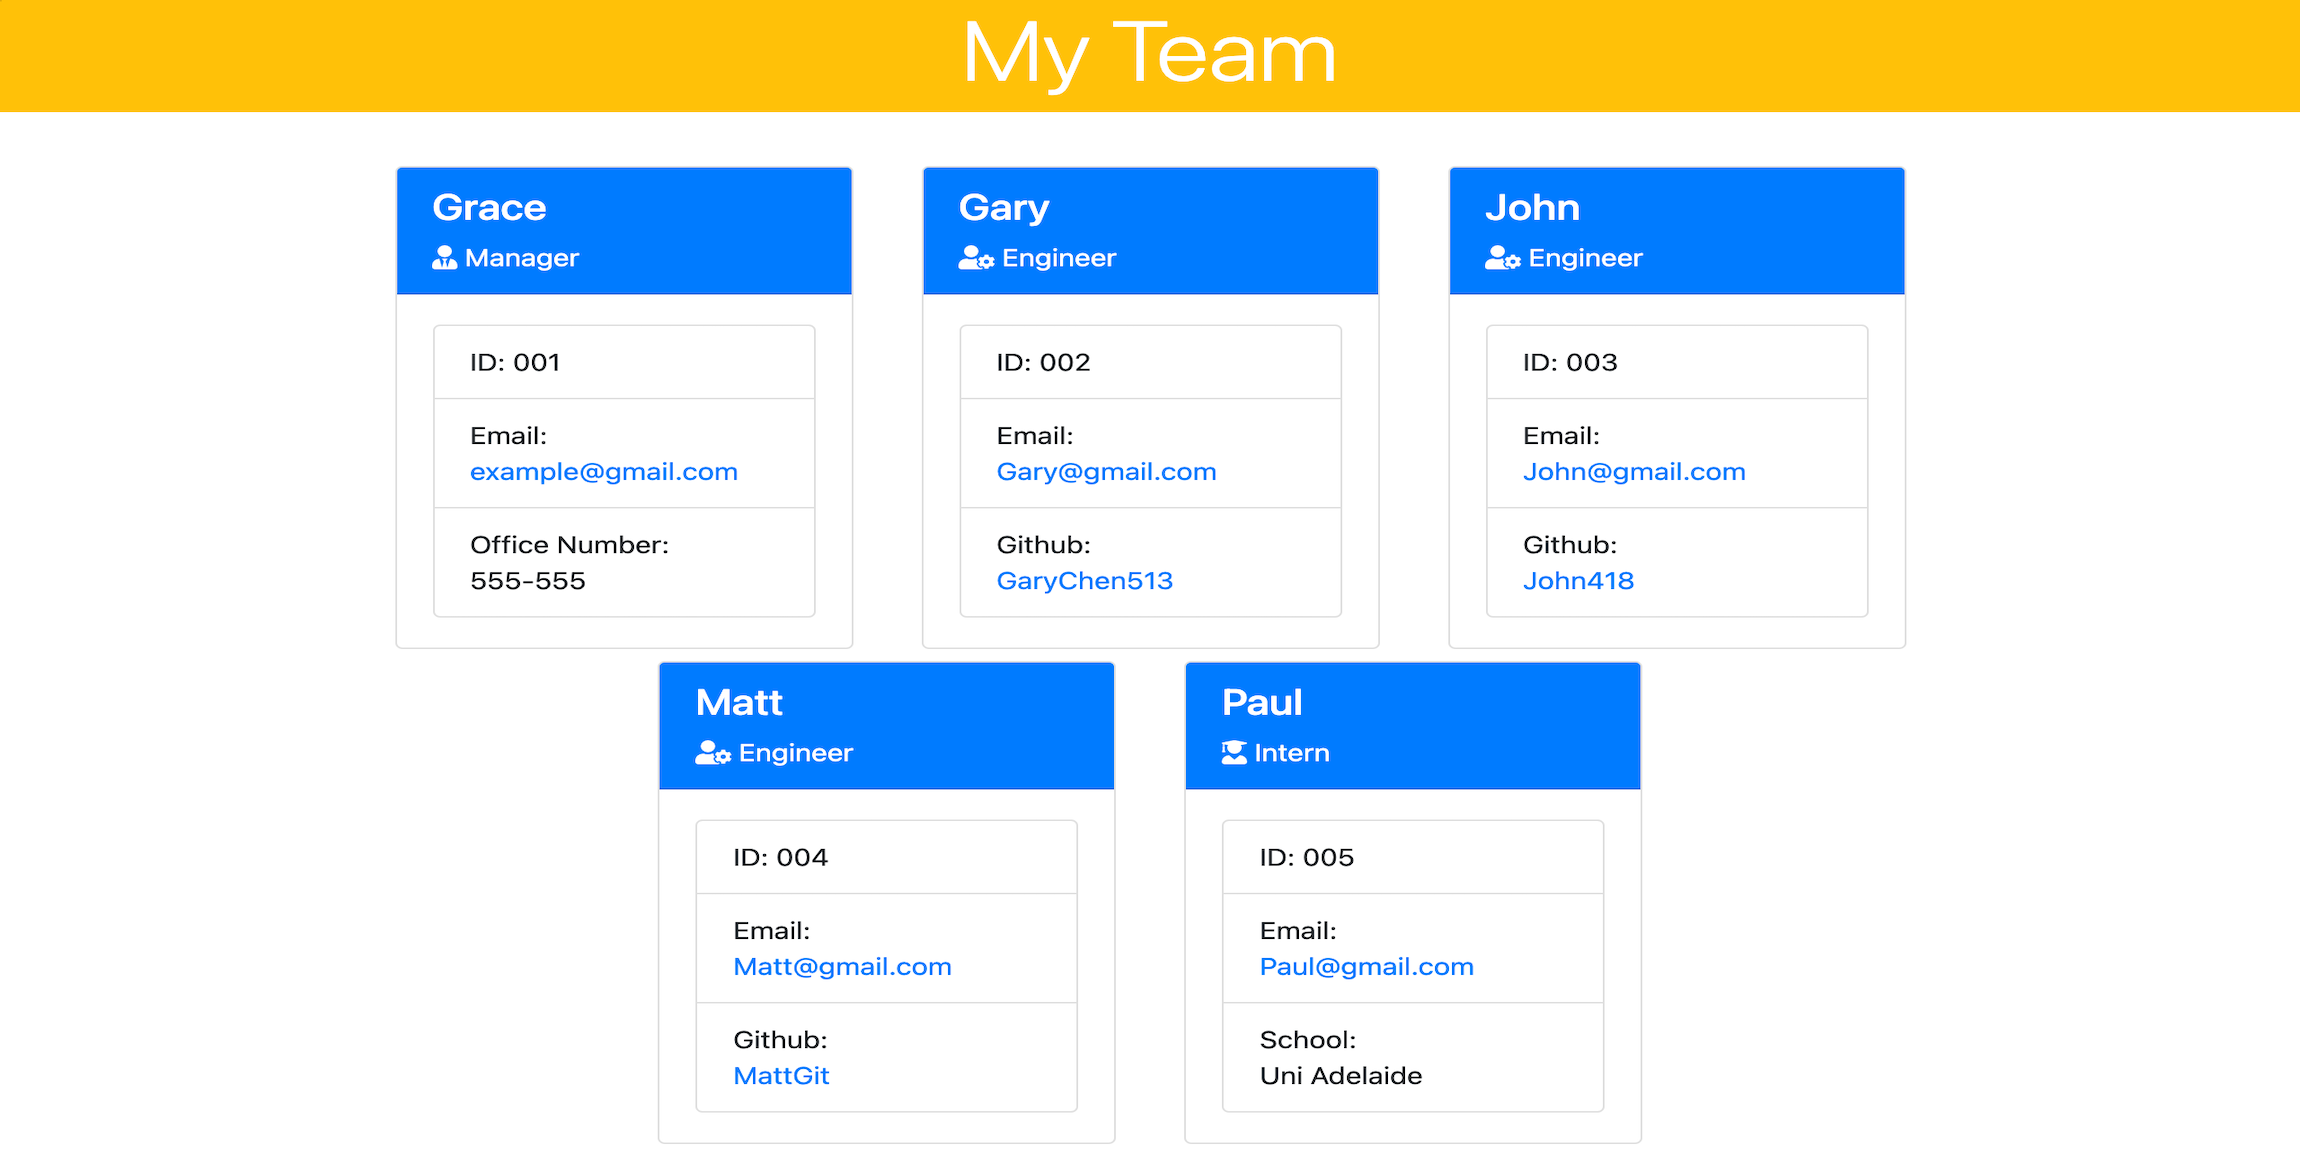 My Team
Grace
Manager
ID: 001
Email:
example@gmail.com
Office Number:
555-555
Gary
Engineer
ID: 002
Email:
Gary@gmail.com
Github:
GaryChen513
John
Engineer
ID: 003
Email:
John@gmail.com
Github:
John418
Matt
Engineer
ID: 004
Email:
Matt@gmail.com
Github:
MattGit
Paul
Intern
ID: 005
Email:
Paul@gmail.com
School:
Uni Adelaide